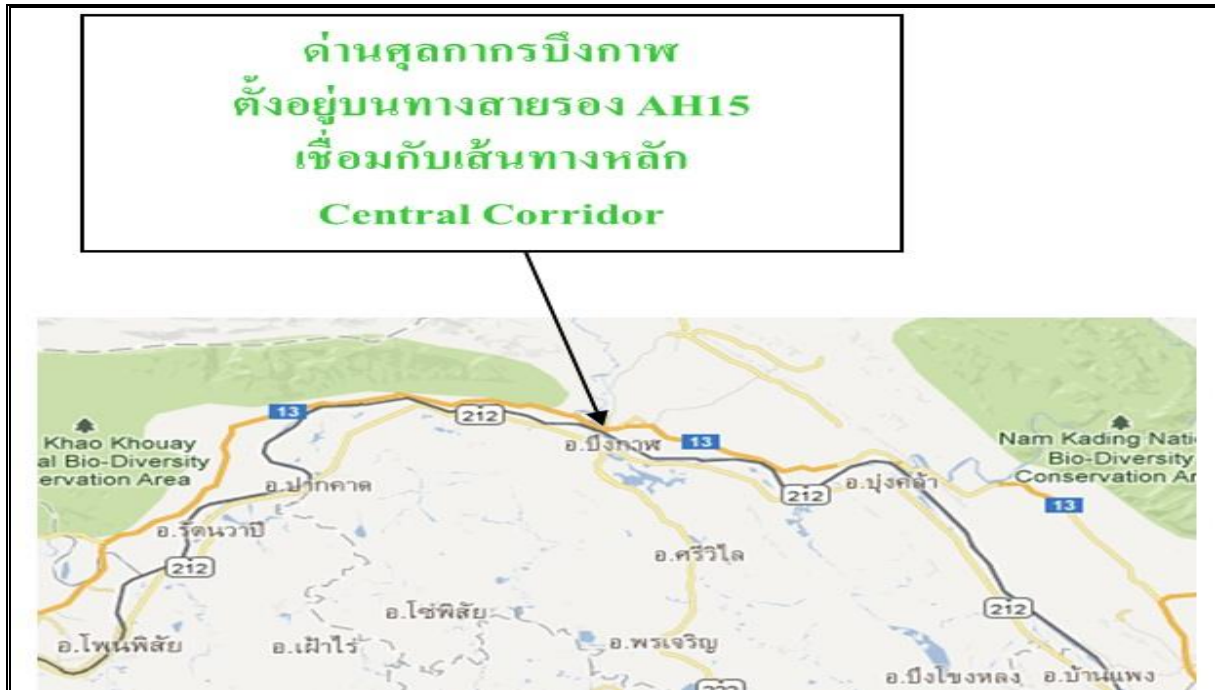 ด่านศุลกากรบึงกาฬ
ตั้งอยู่บนทางสายรอง AH15
เชื่อมกับเส้นทางหลัก
Central Corridor
13
212
Khao Khouay
al Bio-Diversity
ervation Area
อ.บึงกาฬ
13
Nam Kading Nati
Bio-Diversity
Conservation Ar
อ.ปากคาด
212
อ.บุ่งคล้า
13
อ.รัตนวาปี
212
อ.ศรีวิไล
212
อ.โซ่พิสัย
อ.โพนพิสัย
อ.เฝ้าไร่
อ.พรเจริญ
อ.บึงโขงหลง
อ.บ้านแพง